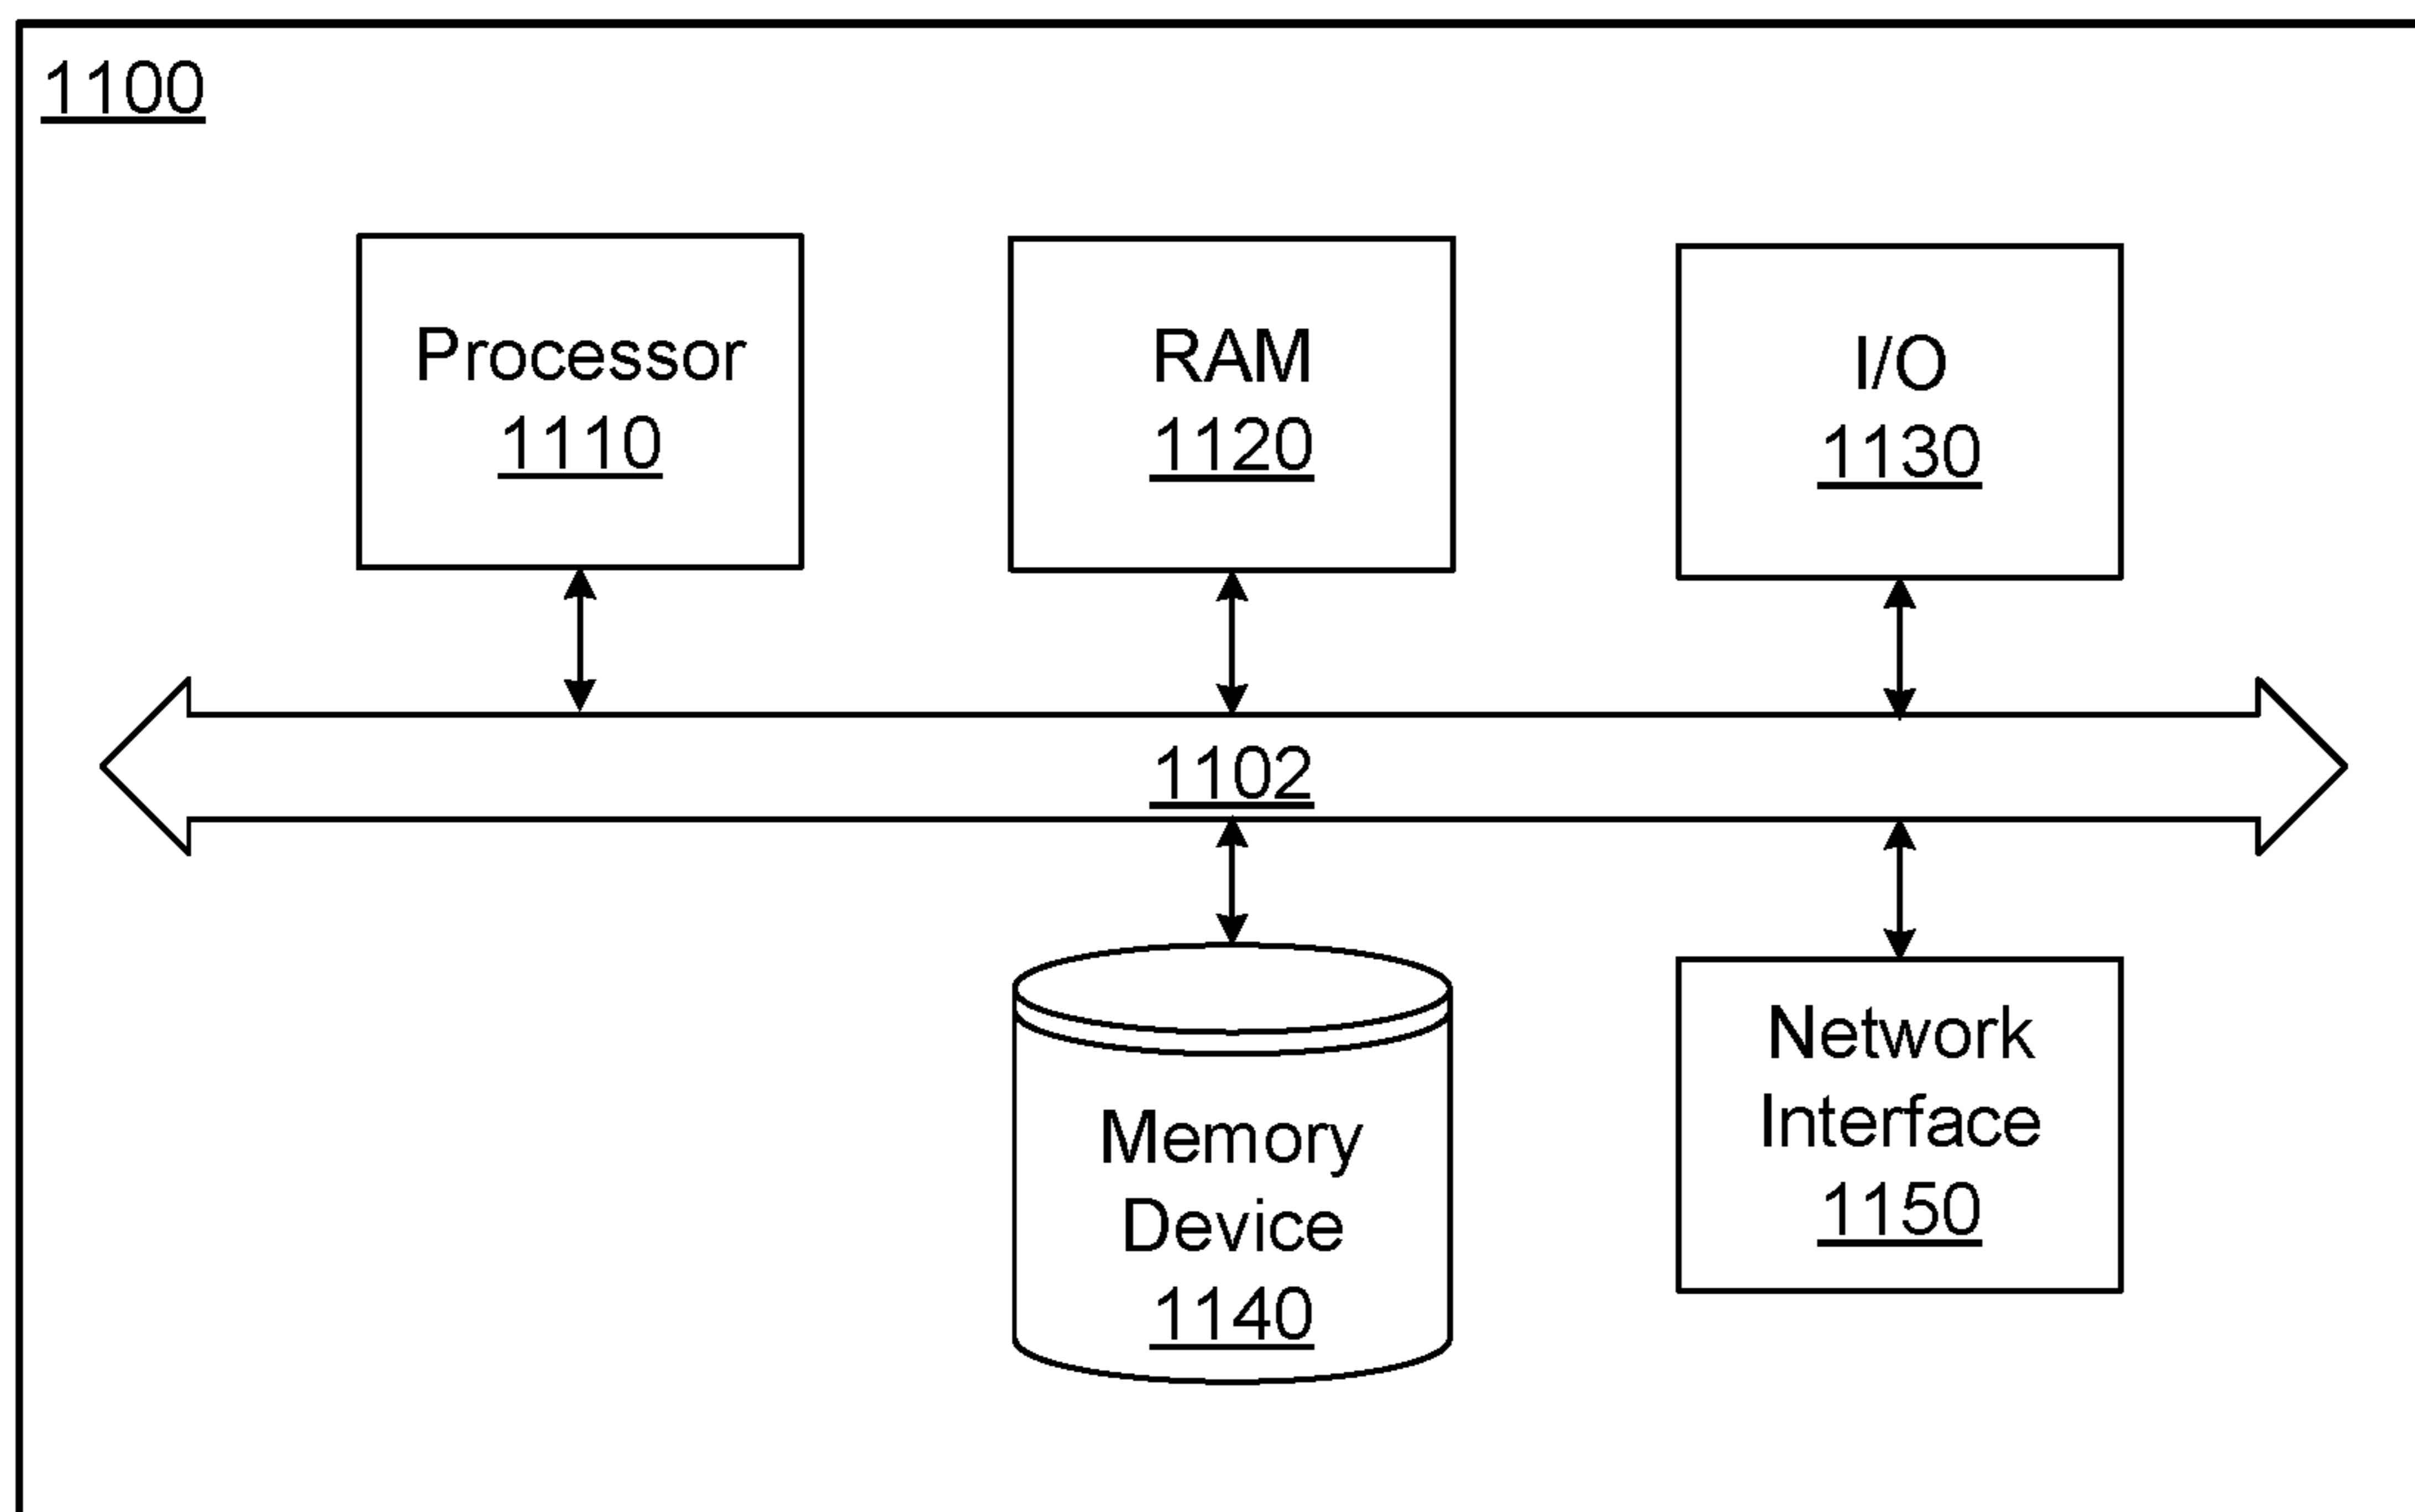 1100
Processor
1110
RAM
1120
I/O
1130
1102
Memory
Device
1140
Network
Interface
1150